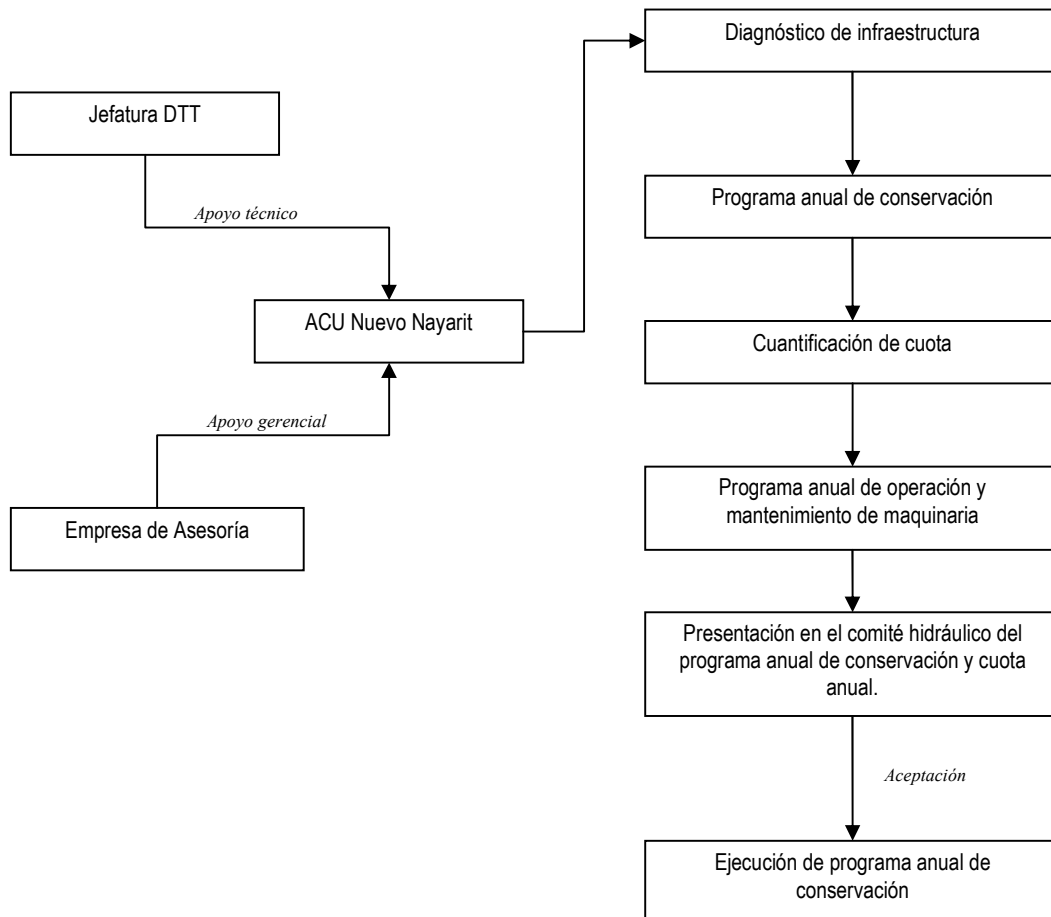 Diagnóstico de infraestructura
Jefatura DTT
Apoyo técnico
Programa anual de conservación
ACU Nuevo Nayarit
Cuantificación de cuota
Apoyo gerencial
Programa anual de operación y
mantenimiento de maquinaria
Empresa de Asesoría
Presentación en el comité hidráulico del
programa anual de conservación y cuota
anual.
Aceptación
Ejecución de programa anual de
conservación